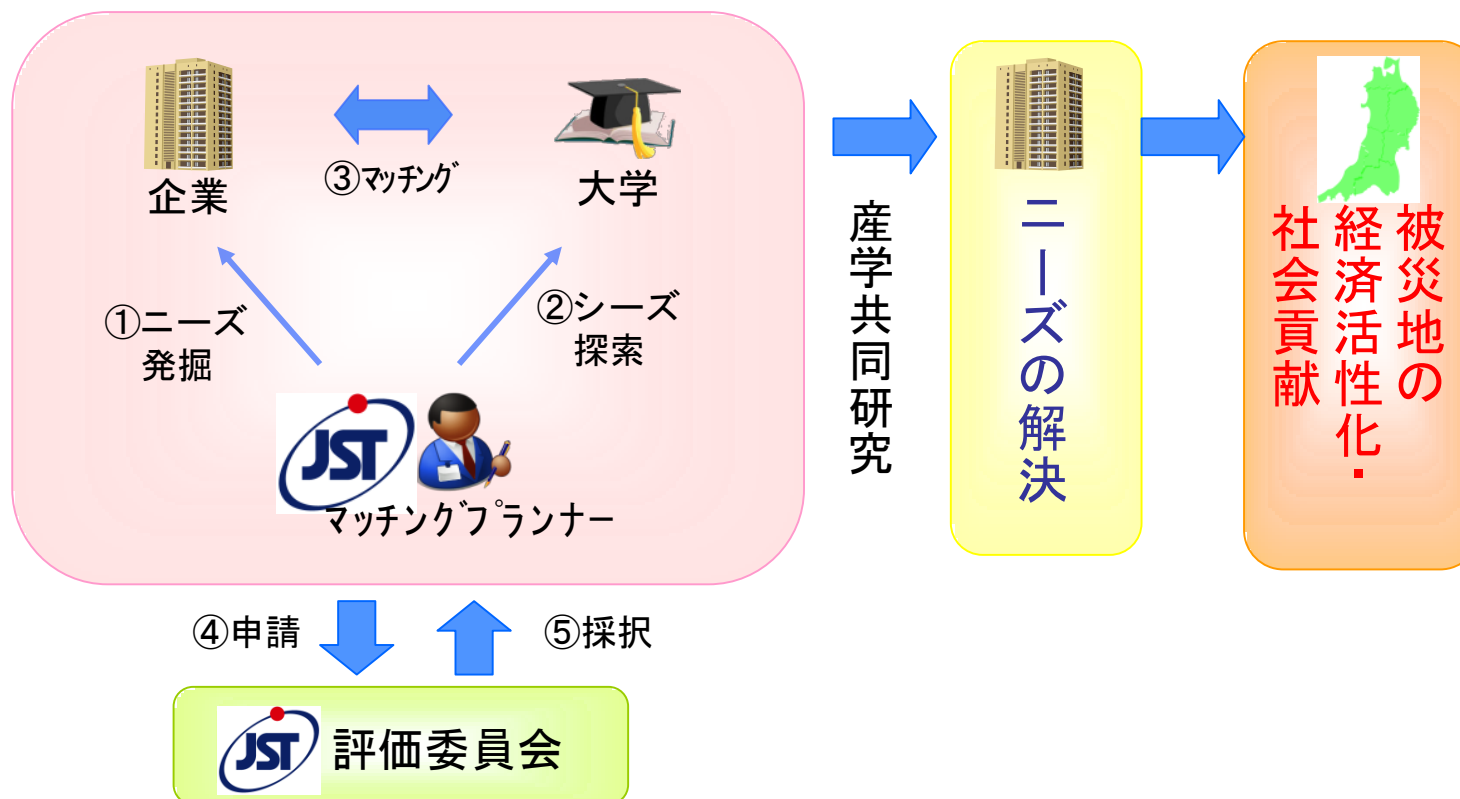 企業
③マッチング
大学
①ニーズ
発掘
②シーズ
探索
JST
マッチングプランナー
④申請
⑤採択
JST
評価委員会
産学共同研究
ニーズの解決
被災地の
経済活性化・
社会貢献